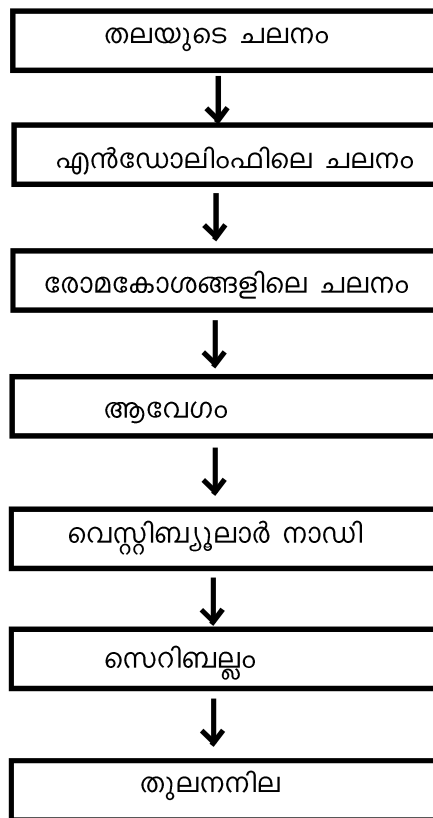 തലയുടെ ചലനം
എൻഡോലിംഫിലെ ചലനം
രോമകോശങ്ങളിലെ ചലനം
ആവേഗം
വെസ്റ്റിബ്യൂലാർ നാഡി
സെറിബല്ലം
തുലനനില